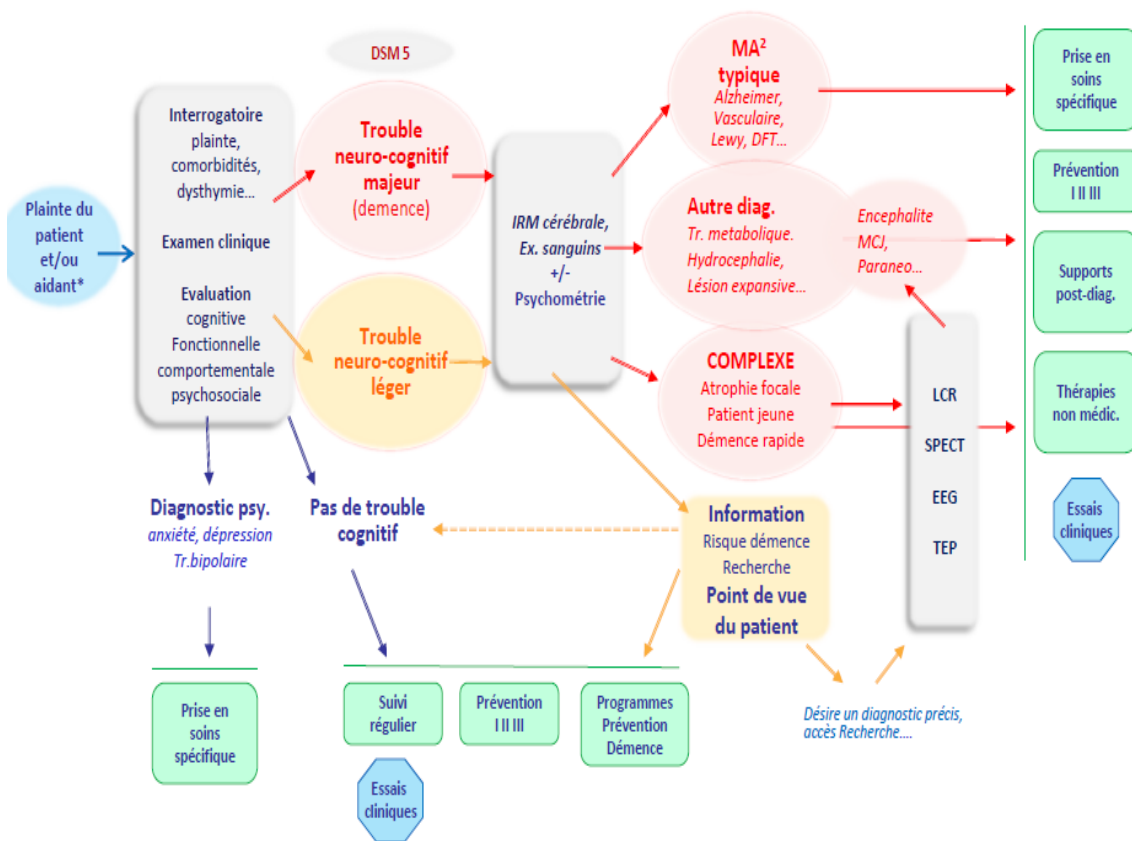 DSM 5
Plainte du
patient
et/ou
aidant*
Interrogatoire
plainte,
comorbidités,
dysthymie...
Examen clinique
Evaluation
cognitive
Fonctionnelle
comportementale
psychosociale
Trouble
neuro-cognitif
majeur
(demence)
Trouble
neuro-cognitif
léger
IRM cérébrale,
Ex. sanguins
+/-
Psychométrie
MA²
typique
Alzheimer,
Vasculaire,
Lewy, DFT...
Autre diag.
Tr. metabolique.
Hydrocephalie,
Lésion expansive...
Encephalite
MCJ,
Paraneo...
COMPLEXE
Atrophie focale
Patient jeune
Démence rapide
LCR
SPECT
EEG
TEP
Prise en
soins
spécifique
Prévention
I II III
Supports
post-diag.
Thérapies
non médic.
Essais
cliniques
Diagnostic psy.
anxiété, dépression
Tr.bipolaire
Pas de trouble
cognitif
Information
Risque démence
Recherche
Point de vue
du patient
Désire un diagnostic précis,
accès Recherche....
Prise en
soins
spécifique
Suivi
régulier
Prévention
I II III
Programmes
Prévention
Démence
Essais
cliniques